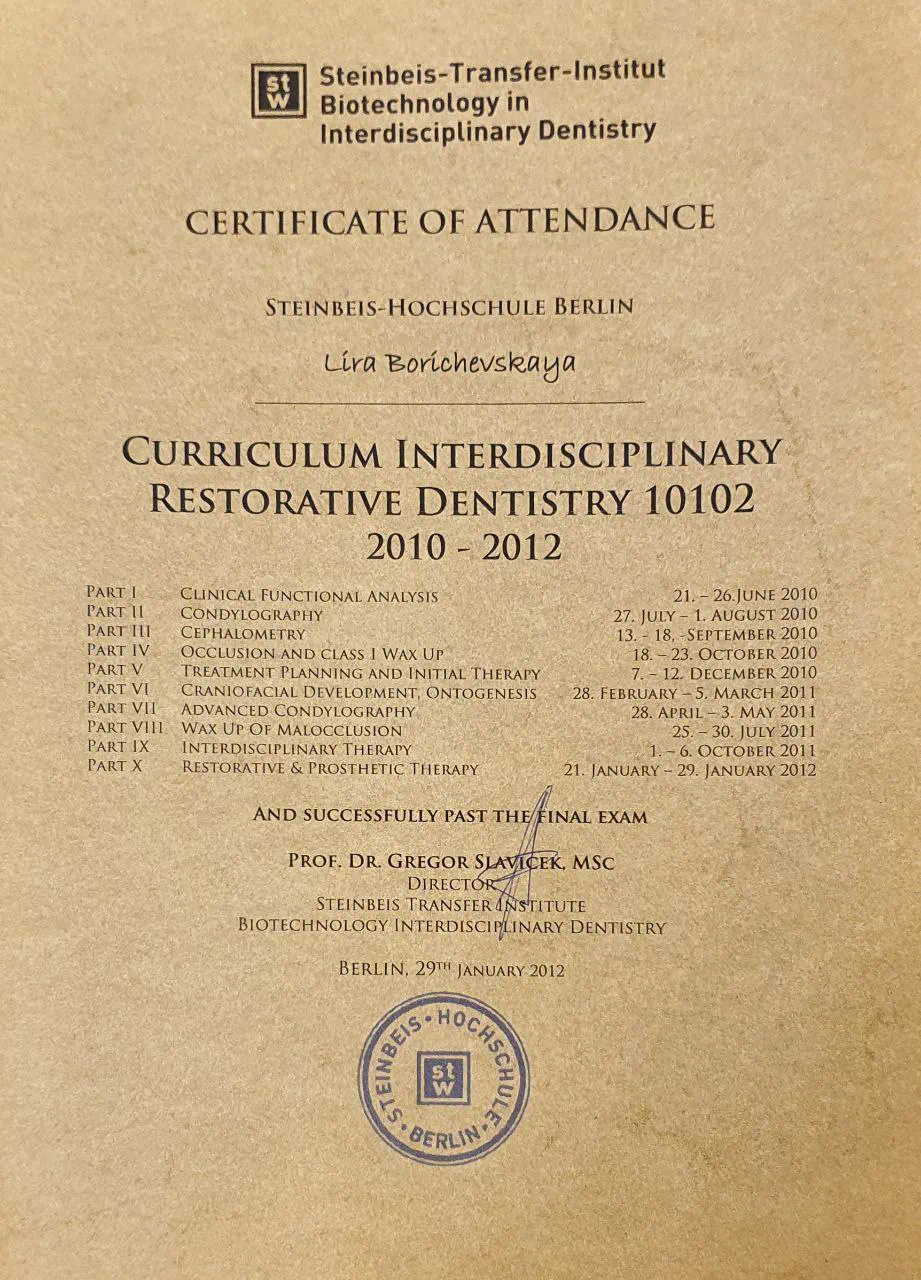 st
w
Steinbeis-Transfer-Institut
Biotechnology in
Interdisciplinary Dentistry
CERTIFICATE OF ATTENDANCE
STEINBEIS-HOCHSCHULE BERLIN
Lira Borichevskaya
CURRICULUM INTERDISCIPLINARY
RESTORATIVE DENTISTRY 10102
2010 - 2012
PART I CLINICAL FUNCTIONAL ANALYSIS 21. – 26.JUNE 2010
PART II CONDYLOGRAPHY 27. JULY – 1. AUGUST 2010
PART III CEPHALOMETRY 13. - 18, -SEPTEMBER 2010
PART IV OCCLUSION AND CLASS I WAX UP 18. – 23. OCTOBER 2010
PART V TREATMENT PLANNING AND INITIAL THERAPY 7. – 12. DECEMBER 2010
PART VI CRANIOFACIAL DEVELOPMENT, ONTOGENESIS 28. FEBRUARY – 5. MARCH 2011
PART VII ADVANCED CONDYLOGRAPHY 28. APRIL – 3. MAY 2011
PART VIII WAX UP OF MALOCCLUSION 25. – 30. JULY 2011
PART IX INTERDISCIPLINARY THERAPY 1. – 6. OCTOBER 2011
PART X RESTORATIVE & PROSTHETIC THERAPY 21. JANUARY – 29. JANUARY 2012
AND SUCCESSFULLY PAST THE FINAL EXAM
PROF. DR. GREGOR SLAVICEK, MSC
DIRECTOR
STEINBEIS TRANSFER INSTITUTE
BIOTECHNOLOGY INTERDISCIPLINARY DENTISTRY
BERLIN, 29TH JANUARY 2012
STEINBEIS • HOCHSCHULE • BERLIN •
st
w